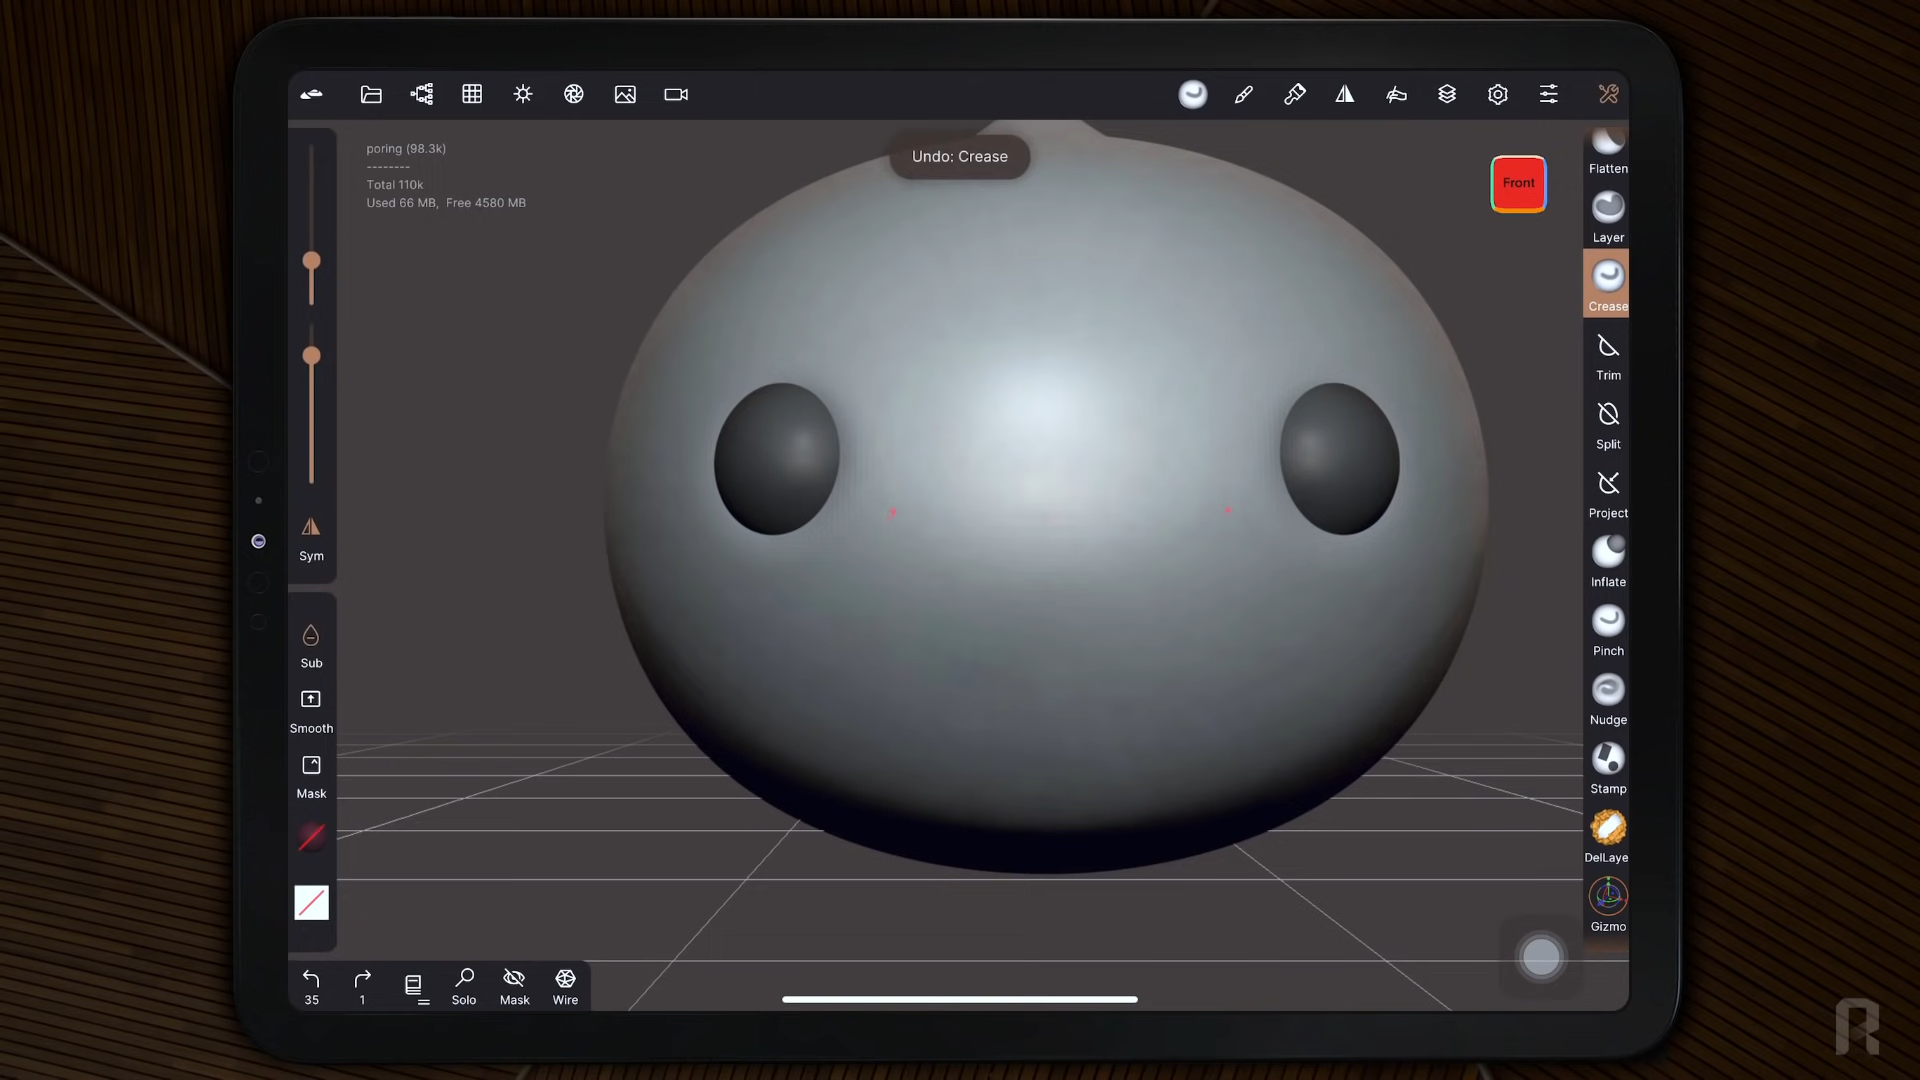 poring (98.3k)
--------
Total 110k
Used 66 MB, Free 4580 MB
Undo: Crease
Front
Sym
Sub
Smooth
Mask
35
1
Solo
Mask
Wire
Flatten
Layer
Crease
Trim
Split
Project
Inflate
Pinch
Nudge
Stamp
DelLaye
Gizmo